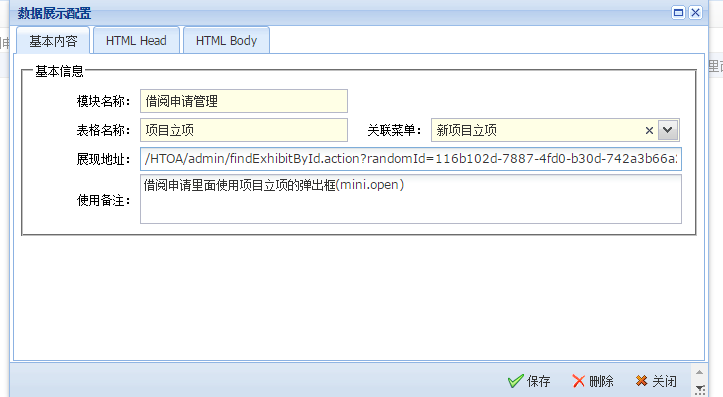 数据展示配置
基本内容 HTML Head HTML Body
基本信息
模块名称： 借阅申请管理
表格名称： 项目立项 关联菜单： 新项目立项
展现地址： /HTOA/admin/findExhibitById.action?randomId=116b102d-7887-4fd0-b30d-742a3b66a
使用备注： 借阅申请里面使用项目立项的弹出框(mini.open)
保存 删除 关闭